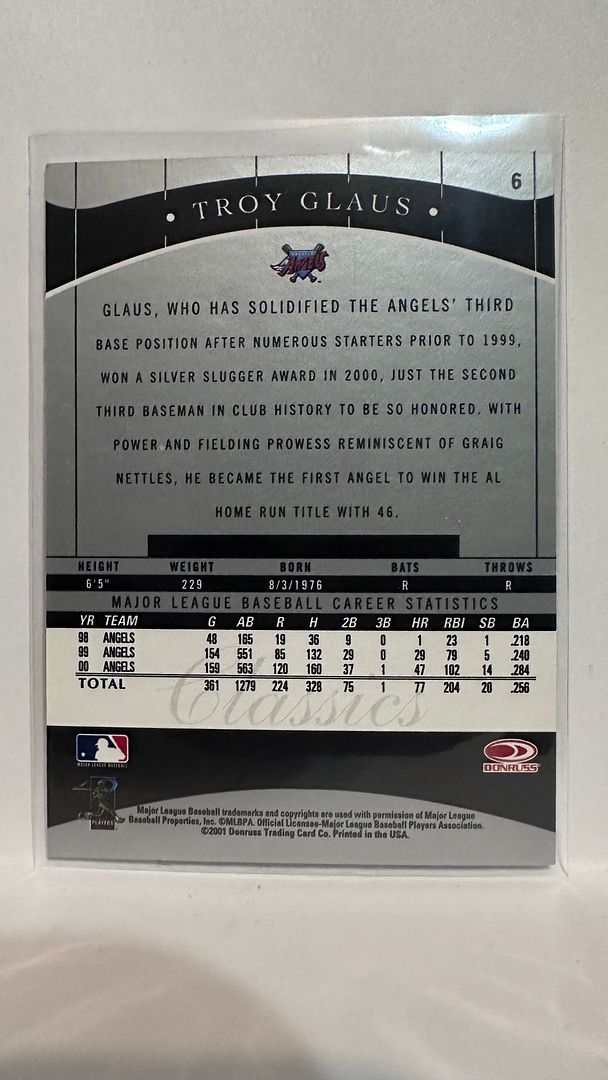 6
• TROY GLAUS •
ANGELS
GLAUS, WHO HAS SOLIDIFIED THE ANGELS' THIRD
BASE POSITION AFTER NUMEROUS STARTERS PRIOR TO 1999,
WON A SILVER SLUGGER AWARD IN 2000, JUST THE SECOND
THIRD BASEMAN IN CLUB HISTORY TO BE SO HONORED. WITH
POWER AND FIELDING PROWESS REMINISCENT OF GRAIG
NETTLES, HE BECAME THE FIRST ANGEL TO WIN THE AL
HOME RUN TITLE WITH 46.
HEIGHT WEIGHT BORN BATS THROWS
6'5" 229 8/3/1976 R R
MAJOR LEAGUE BASEBALL CAREER STATISTICS
YR TEAM G AB R H 2B 3B HR RBI SB BA
98 ANGELS 48 165 19 36 9 0 1 23 1 .218
99 ANGELS 154 551 85 132 29 0 29 79 5 .240
00 ANGELS 159 563 120 160 37 1 47 102 14 .284
TOTAL 361 1279 224 328 75 1 77 204 20 .256
Classics
MAJOR LEAGUE BASEBALL
DONRUSS
PLAYERS
Major League Baseball trademarks and copyrights are used with permission of Major League
Baseball Properties, Inc. ©MLBPA. Official Licensee-Major League Baseball Players Association.
©2001 Donruss Trading Card Co. Printed in the USA.